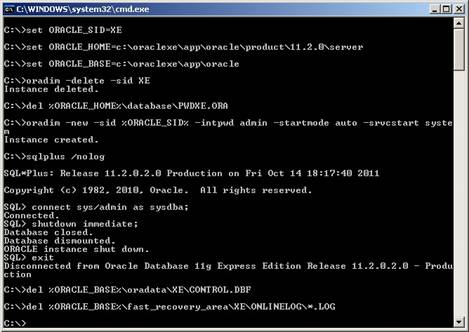 C:\WINDOWS\system32\cmd.exe
C:\>set ORACLE_SID=XE
C:\>set ORACLE_HOME=c:\oraclexe\app\oracle\product\11.2.0\server
C:\>set ORACLE_BASE=c:\oraclexe\app\oracle
C:\>oradim -delete -sid XE
Instance deleted.
C:\>del %ORACLE_HOME%\database\PWDXE.ORA
C:\>oradim -new -sid %ORACLE_SID% -intpwd admin -startmode auto -srvcstart syste
m
Instance created.
C:\>sqlplus /nolog
SQL*Plus: Release 11.2.0.2.0 Production on Fri Oct 14 18:17:40 2011
Copyright (c) 1982, 2010, Oracle.  All rights reserved.
SQL> connect sys/admin as sysdba;
Connected.
SQL> shutdown immediate;
Database closed.
Database dismounted.
ORACLE instance shut down.
SQL> exit
Disconnected from Oracle Database 11g Express Edition Release 11.2.0.2.0 - Produ
ction
C:\>del %ORACLE_BASE%\oradata\XE\CONTROL.DBF
C:\>del %ORACLE_BASE%\fast_recovery_area\XE\ONLINELOG\*.LOG
C:\>